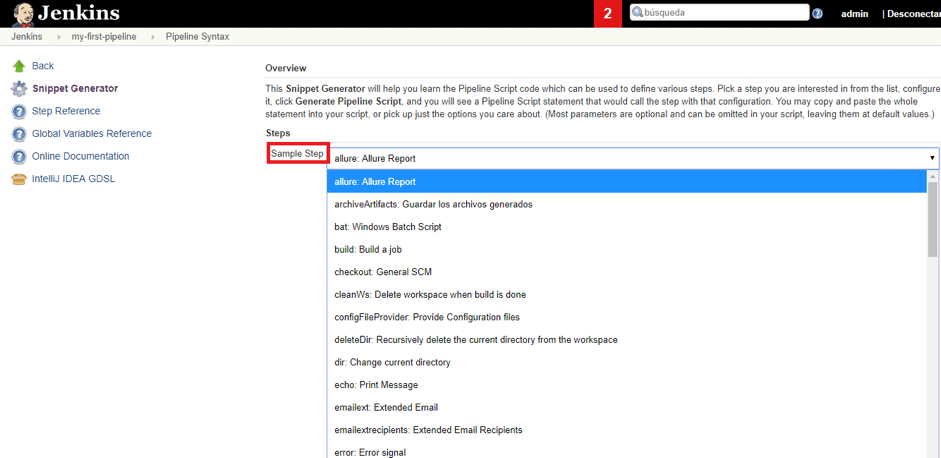 Jenkins
2
búsqueda
admin
| Desconectar
Jenkins
my-first-pipeline
Pipeline Syntax
Back
Snippet Generator
Step Reference
Global Variables Reference
Online Documentation
IntelliJ IDEA GDSL
Overview
This Snippet Generator will help you learn the Pipeline Script code which can be used to define various steps. Pick a step you are interested in from the list, configure
it, click Generate Pipeline Script, and you will see a Pipeline Script statement that would call the step with that configuration. You may copy and paste the whole
statement into your script, or pick up just the options you care about. (Most parameters are optional and can be omitted in your script, leaving them at default values.)
Steps
Sample Step
allure: Allure Report
allure: Allure Report
archiveArtifacts: Guardar los archivos generados
bat: Windows Batch Script
build: Build a job
checkout: General SCM
cleanWs: Delete workspace when build is done
configFileProvider: Provide Configuration files
deleteDir: Recursively delete the current directory from the workspace
dir: Change current directory
echo: Print Message
emailext: Extended Email
emailextrecipients: Extended Email Recipients
error: Error signal